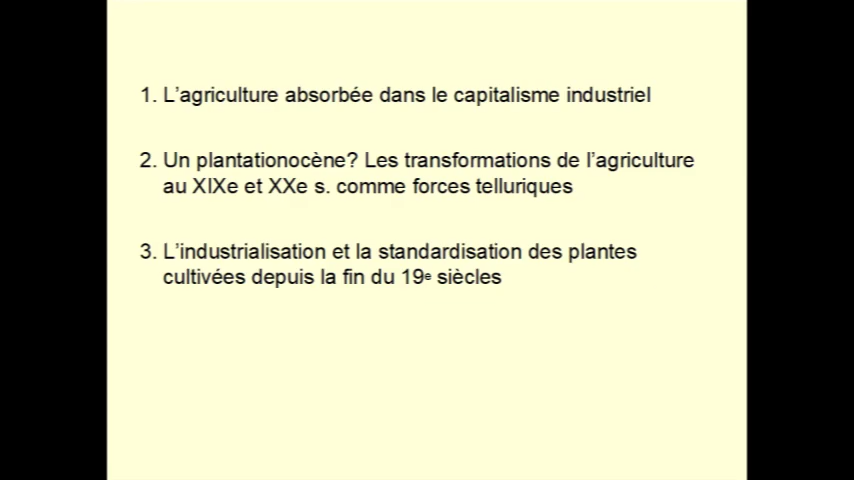 1. L’agriculture absorbée dans le capitalisme industriel
2. Un plantationocène? Les transformations de l’agriculture
au XIXe et XXe s. comme forces telluriques
3. L’industrialisation et la standardisation des plantes
cultivées depuis la fin du 19e siècles